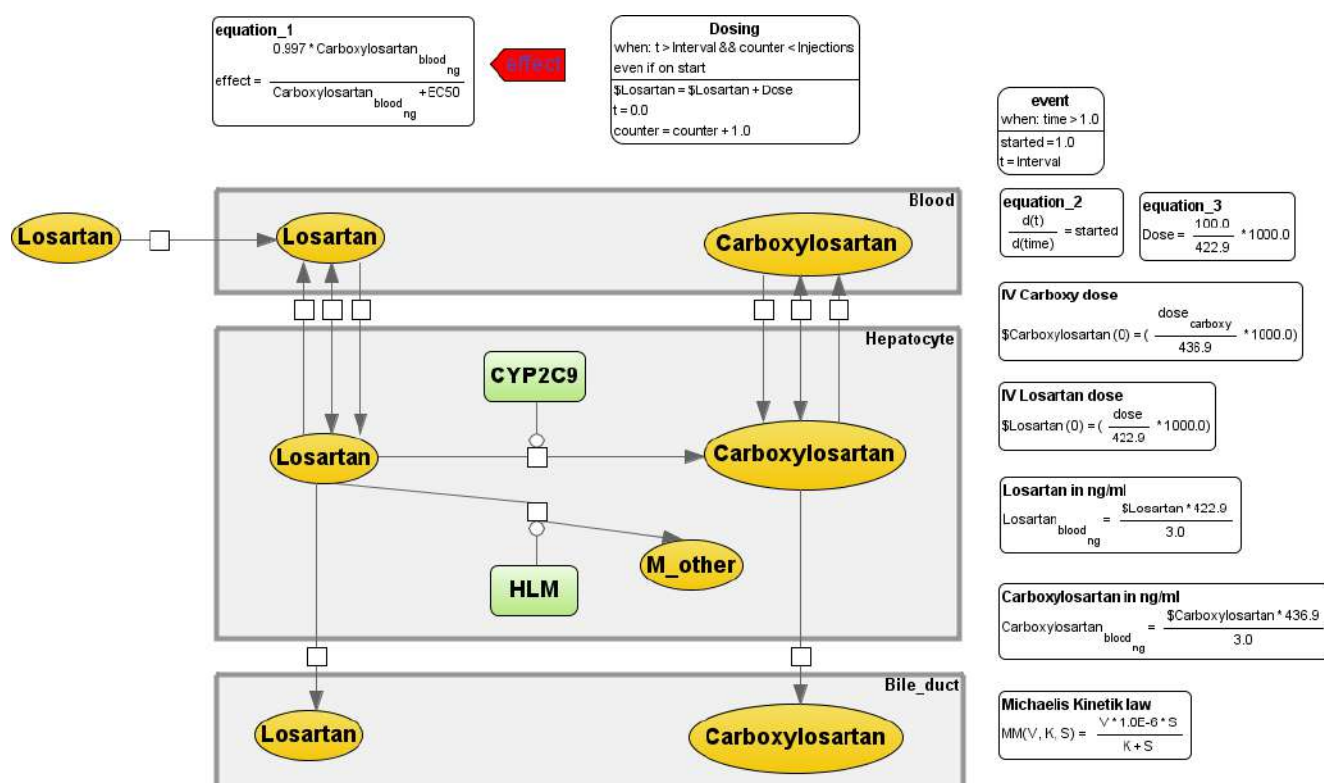 equation_1
effect = 0.997 * Carboxylosartan blood ng
Carboxylosartan blood ng + EC50
effect
Dosing
when: t > Interval && counter < Injections
even if on start
$Losartan = $Losartan + Dose
t = 0.0
counter = counter + 1.0
event
when: time > 1.0
started = 1.0
t = Interval
equation_2
d(t)
d(time)
= started
equation_3
Dose = 100.0
422.9
* 1000.0
Blood
Losartan
Losartan
Carboxylosartan
IV Carboxy dose
$Carboxylosartan (0) = ( dose carboxy
436.9
* 1000.0)
Hepatocyte
CYP2C9
Losartan
Carboxylosartan
M_other
HLM
IV Losartan dose
$Losartan (0) = ( dose
422.9
* 1000.0)
Losartan in ng/ml
Losartan blood ng = $Losartan * 422.9
3.0
Carboxylosartan in ng/ml
Carboxylosartan blood ng = $Carboxylosartan * 436.9
3.0
Bile_duct
Losartan
Carboxylosartan
Michaelis Kinetik law
MM(V, K, S) = V * 1.0E-6 * S
K + S